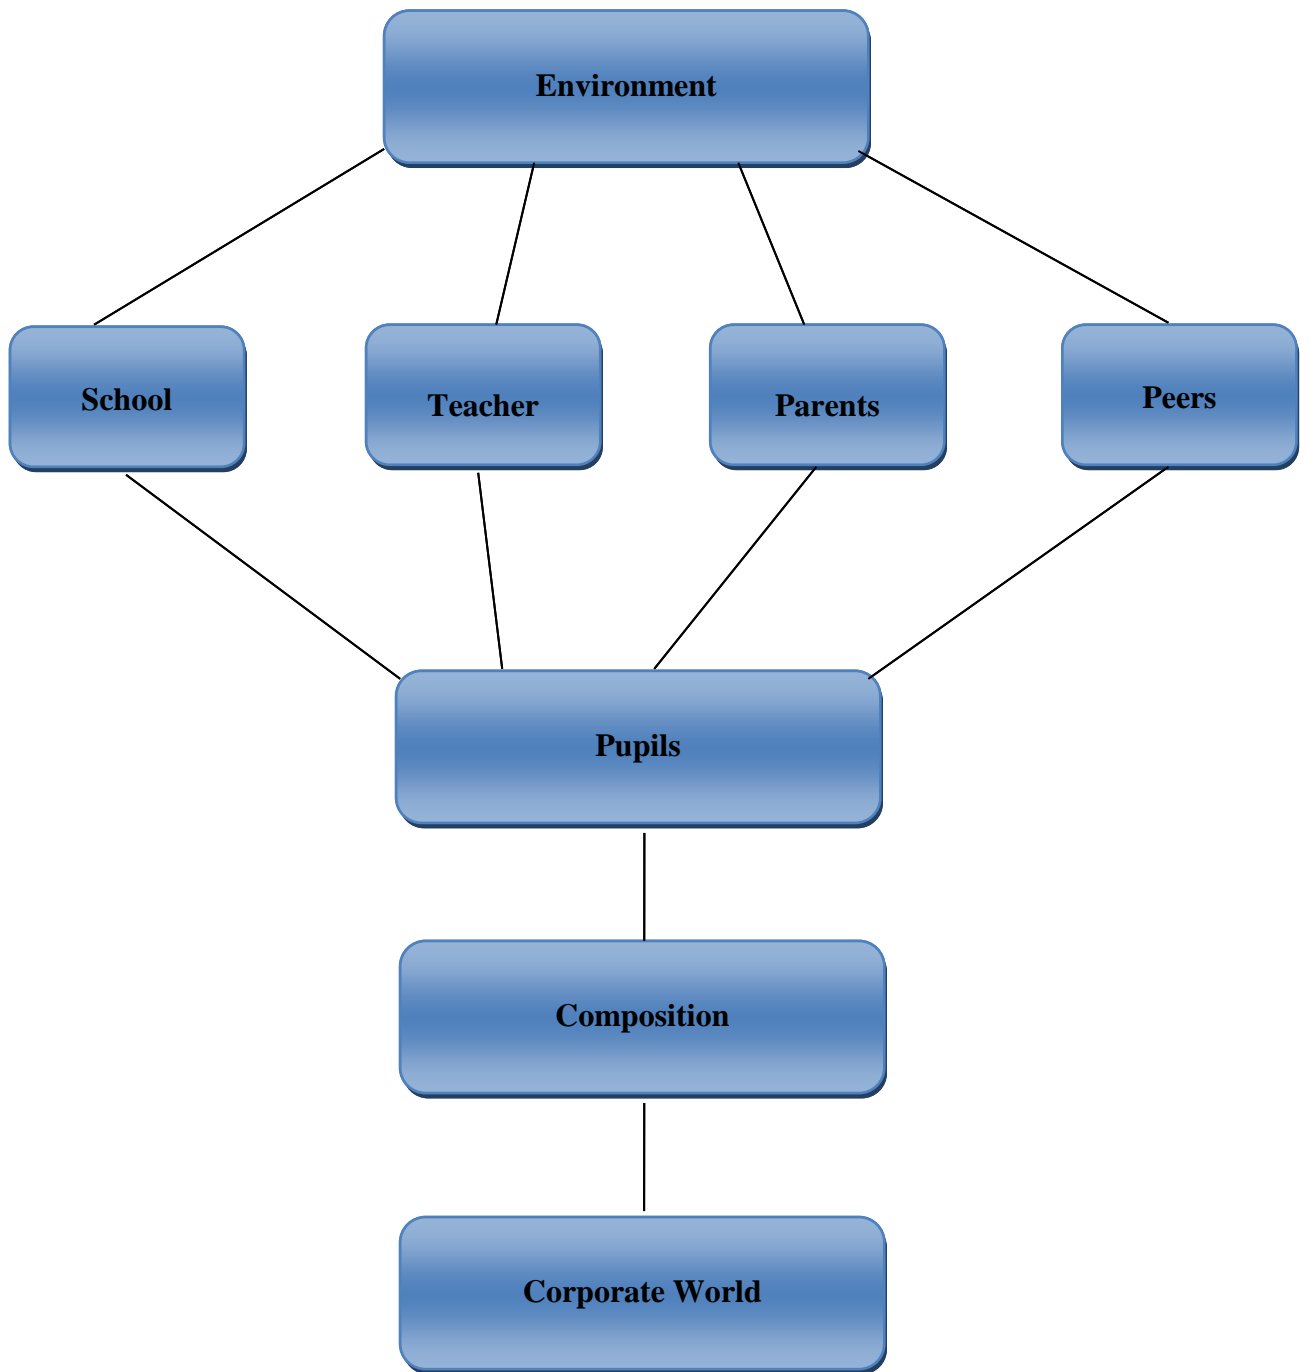 Environment
School
Teacher
Parents
Peers
Pupils
Composition
Corporate World